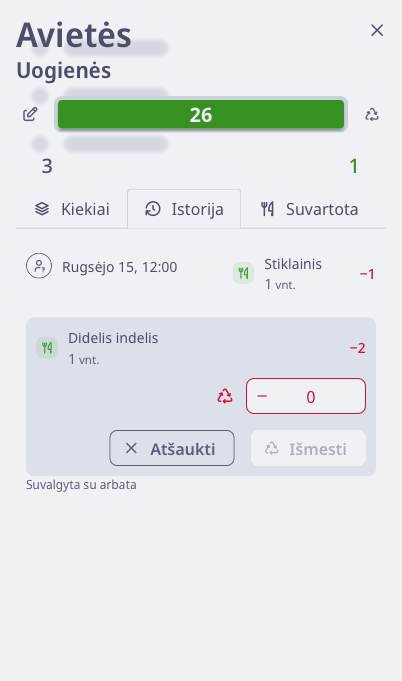 Avietės
Uogienės
26
3
1
Kiekiai
Istorija
Suvartota
Rugsėjo 15, 12:00
Stiklainis
1 vnt.
−1
Didelis indelis
1 vnt.
−2
− 0
Atšaukti
Išmesti
Suvalgyta su arbata